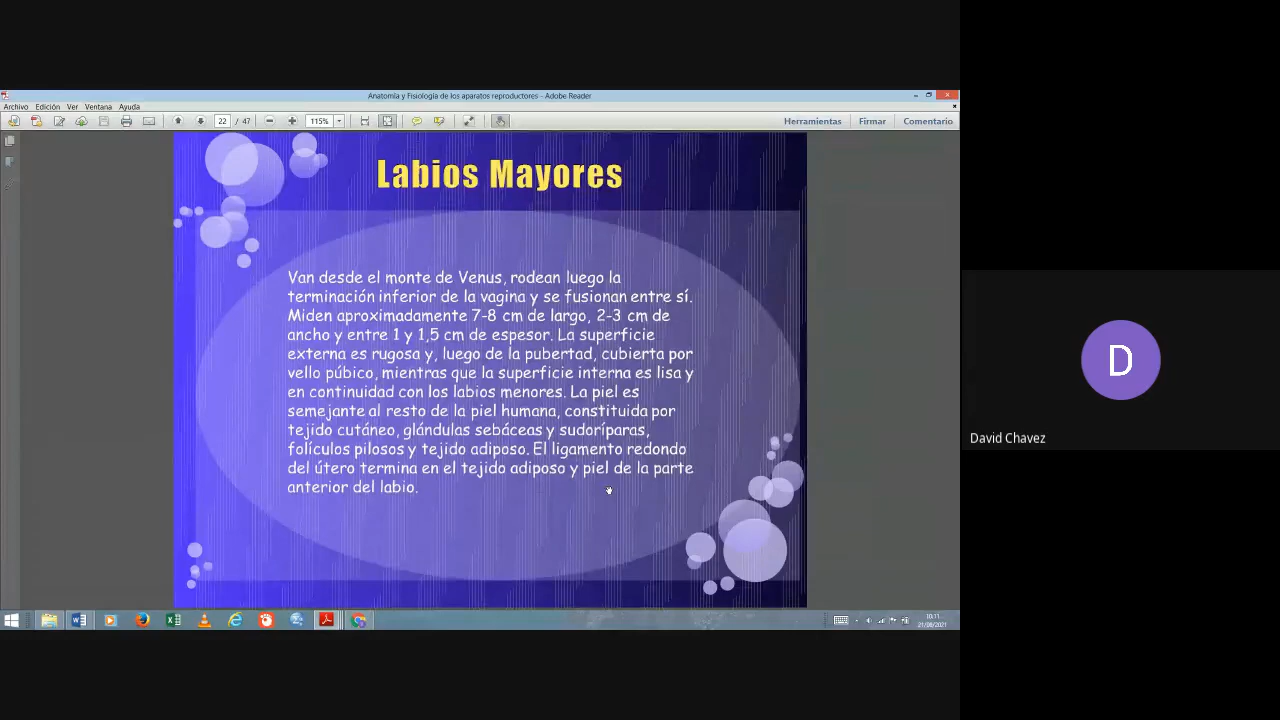 Anatomía y Fisiología de los aparatos reproductores - Adobe Reader
Archivo Edición Ver Ventana Ayuda
22 / 47 115% Herramientas Firmar Comentario
Labios Mayores
Van desde el monte de Venus, rodean luego la
terminación inferior de la vagina y se fusionan entre sí.
Miden aproximadamente 7-8 cm de largo, 2-3 cm de
ancho y entre 1 y 1,5 cm de espesor. La superficie
externa es rugosa y, luego de la pubertad, cubierta por
vello púbico, mientras que la superficie interna es lisa y
en continuidad con los labios menores. La piel es
semejante al resto de la piel humana, constituida por
tejido cutáneo, glándulas sebáceas y sudoríparas,
folículos pilosos y tejido adiposo. El ligamento redondo
del útero termina en el tejido adiposo y piel de la parte
anterior del labio.
D
David Chavez
10:11
21/09/2021